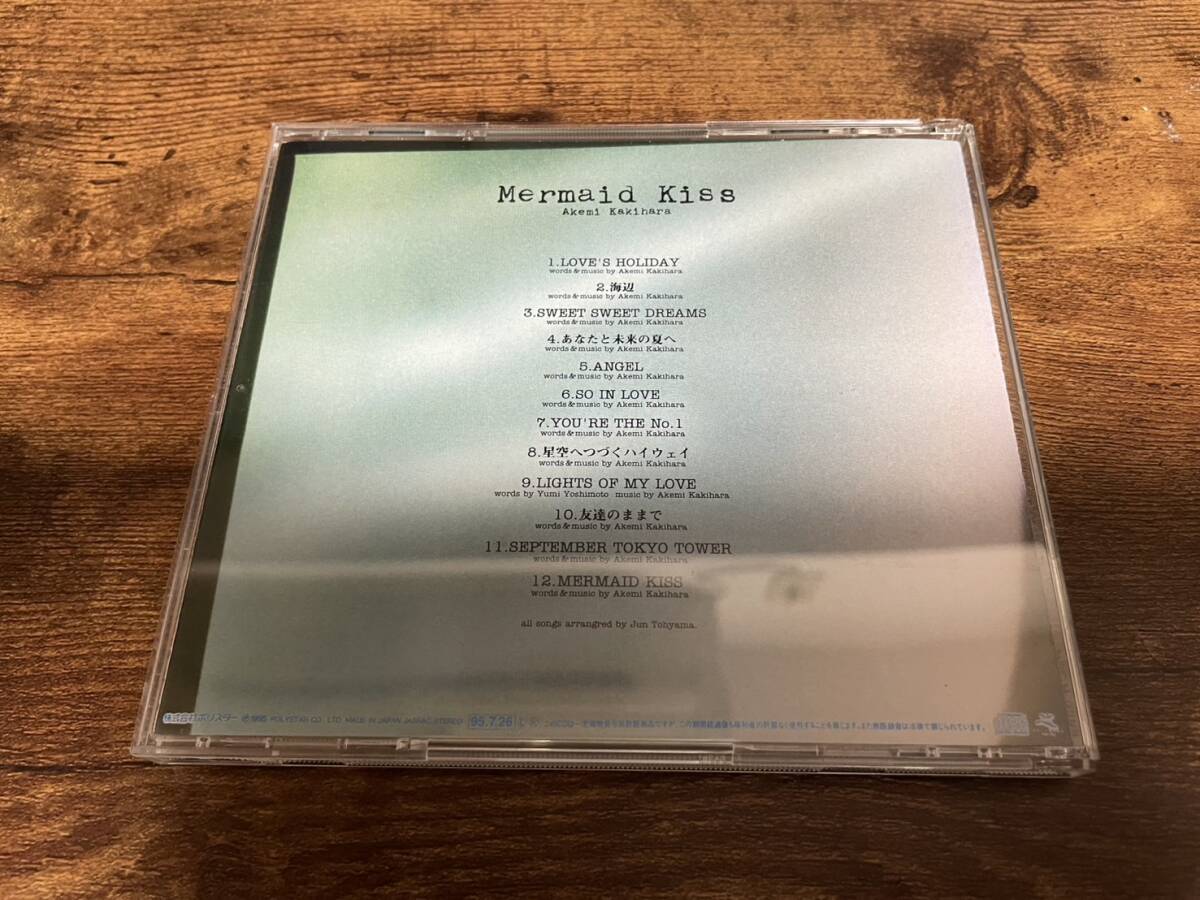 Mermaid Kiss
Akemi Kakihara
1.LOVE'S HOLIDAY
words & music by Akemi Kakihara
2.海辺
words & music by Akemi Kakihara
3.SWEET SWEET DREAMS
words & music by Akemi Kakihara
4.あなたと未来の夏へ
words & music by Akemi Kakihara
5.ANGEL
words & music by Akemi Kakihara
6.SO IN LOVE
words & music by Akemi Kakihara
7.YOU'RE THE No.1
words & music by Akemi Kakihara
8.星空へつづくハイウェイ
words & music by Akemi Kakihara
9.LIGHTS OF MY LOVE
words by Yumi Yoshimoto music by Akemi Kakihara
10.友達のままで
words & music by Akemi Kakihara
11.SEPTEMBER TOKYO TOWER
words & music by Akemi Kakihara
12.MERMAID KISS
words & music by Akemi Kakihara
all songs arrangred by Jun Tohyama.
株式会社ポリスター ℗ 1995 POLYSTAR CO., LTD. MADE IN JAPAN JASRAC STEREO 95.7.26